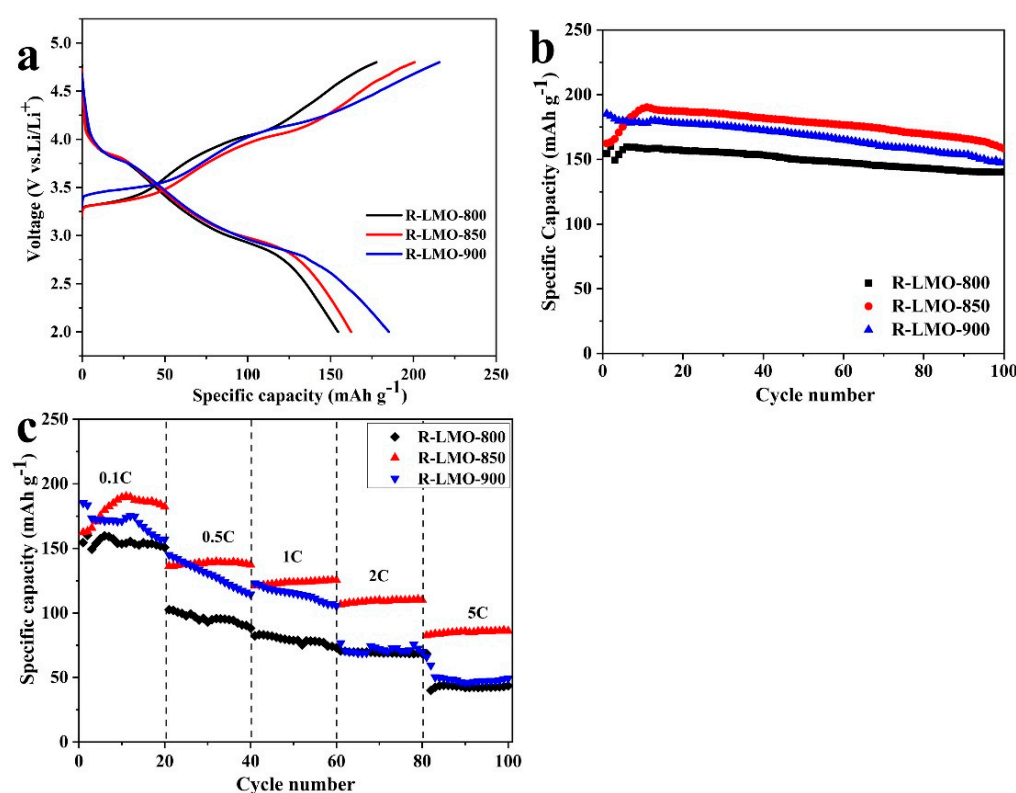 a
5.0
4.5
4.0
3.5
3.0
2.5
2.0
Voltage (V vs.Li/Li+)
R-LMO-800
R-LMO-850
R-LMO-900
0 50 100 150 200 250
Specific capacity (mAh g-1)
b
250
200
150
100
50
0
Specific Capacity (mAh g-1)
R-LMO-800
R-LMO-850
R-LMO-900
0 20 40 60 80 100
Cycle number
c
250
200
150
100
50
0
Specific capacity (mAh g-1)
R-LMO-800
R-LMO-850
R-LMO-900
0.1C
0.5C
1C
2C
5C
0 20 40 60 80 100
Cycle number